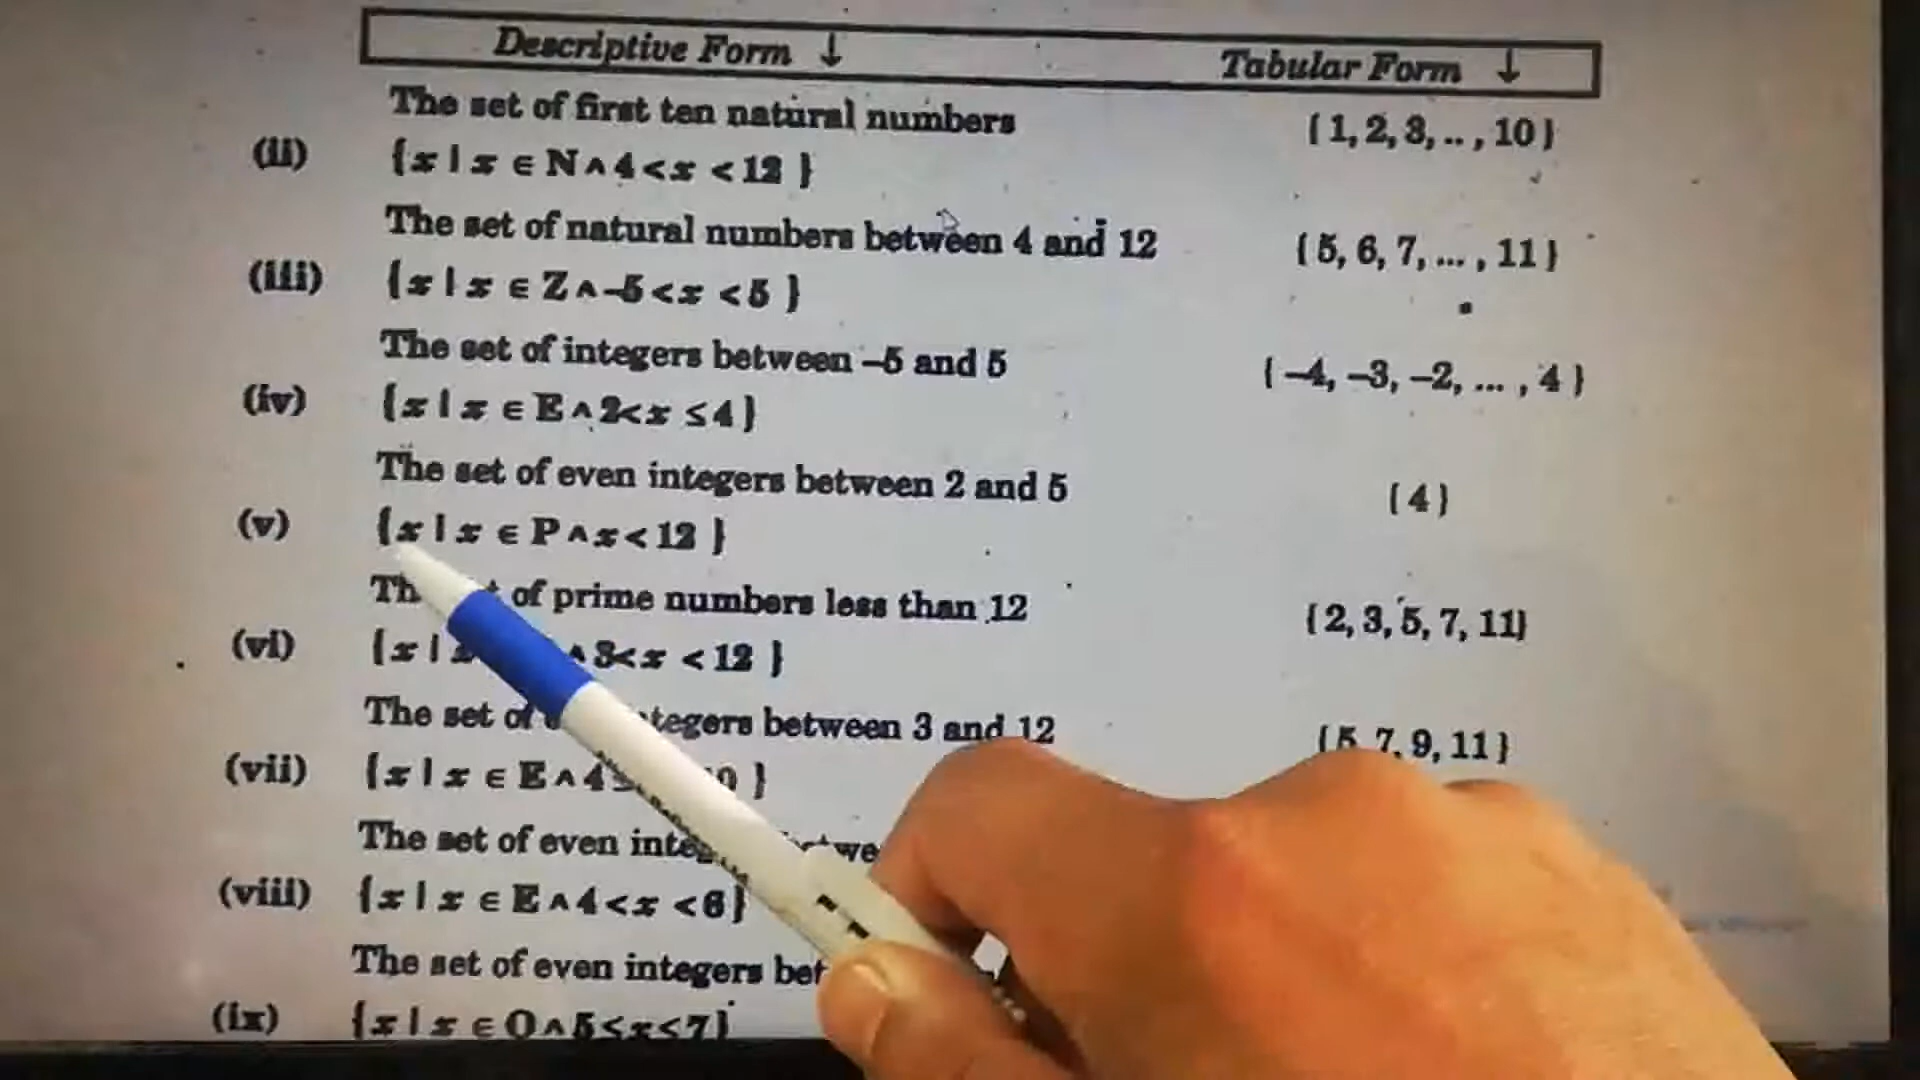 Descriptive Form ↓ Tabular Form ↓
The set of first ten natural numbers { 1, 2, 3, .. , 10 }
(ii) { x | x ∈ N ∧ 4 < x < 12 }
The set of natural numbers between 4 and 12 { 5, 6, 7, ... , 11 }
(iii) { x | x ∈ Z ∧ –5 < x < 5 }
The set of integers between –5 and 5 { –4, –3, –2, ... , 4 }
(iv) { x | x ∈ E ∧ 2 < x ≤ 4 }
The set of even integers between 2 and 5 { 4 }
(v) { x | x ∈ P ∧ x < 12 }
of prime numbers less than 12 { 2, 3, 5, 7, 11}
(vi) { x | ∧ 3 < x < 12 }
The set of between 3 and 12 { 5, 7, 9, 11 }
(vii) { x | x ∈ E ∧ 4 }
The set of even
(viii) { x | x ∈ E ∧ 4 < x < 6}
The set of even integers
(ix) { x | x ∈ O ∧ 5 ≤ x ≤ 7}